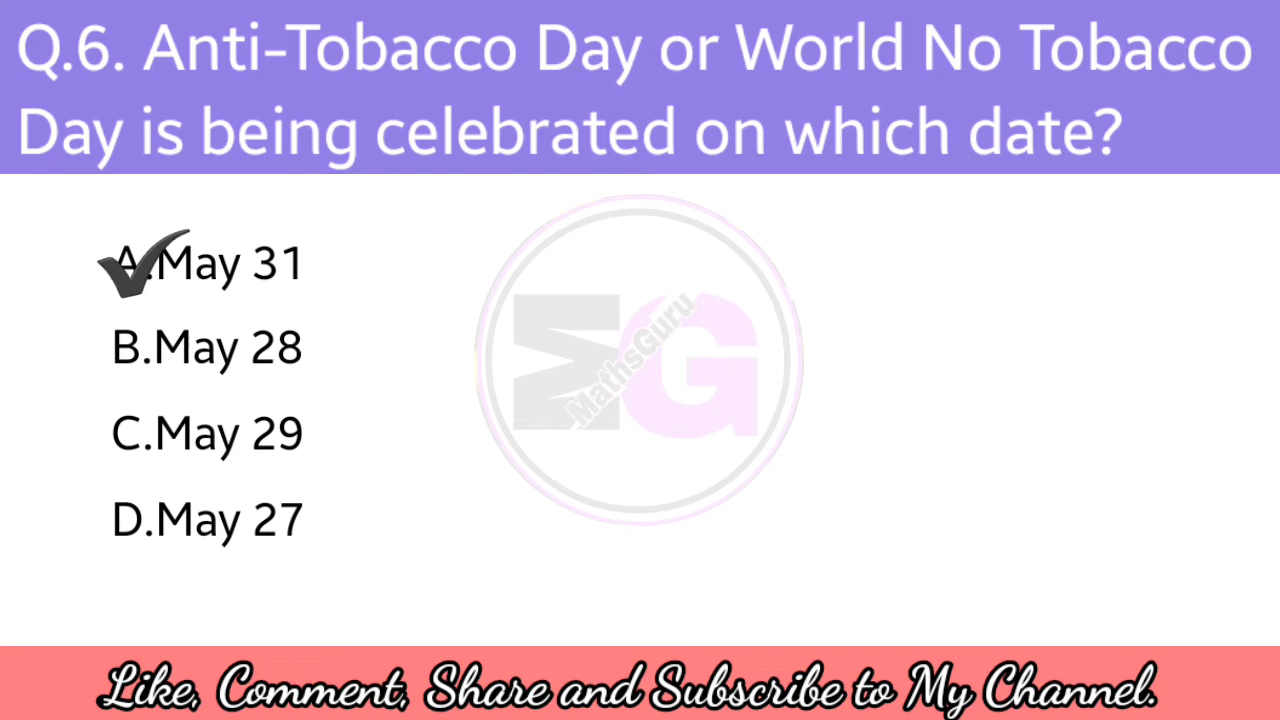 Q.6. Anti-Tobacco Day or World No Tobacco
Day is being celebrated on which date?
A.May 31
B.May 28
C.May 29
D.May 27
MG
MathsGuru
Like, Comment, Share and Subscribe to My Channel.